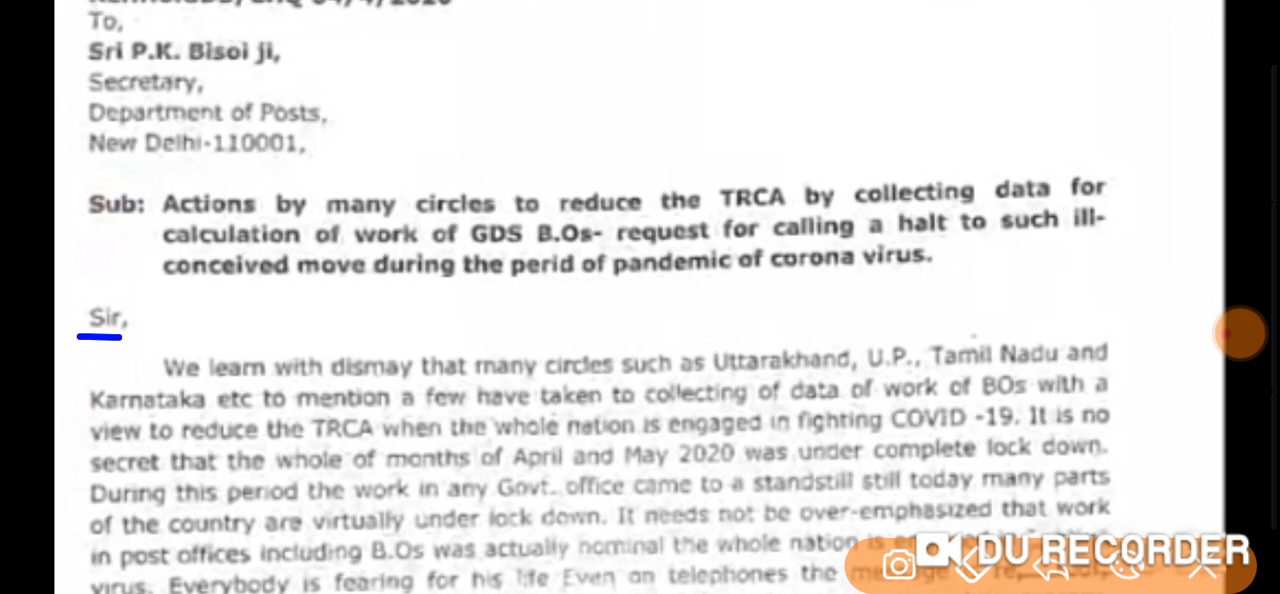 To,
Sri P.K. Bisoi ji,
Secretary,
Department of Posts,
New Delhi-110001,
Sub: Actions by many circles to reduce the TRCA by collecting data for
calculation of work of GDS B.Os- request for calling a halt to such ill-
conceived move during the perid of pandemic of corona virus.
Sir,
We learn with dismay that many circles such as Uttarakhand, U.P., Tamil Nadu and
Karnataka etc to mention a few have taken to collecting of data of work of BOs with a
view to reduce the TRCA when the whole nation is engaged in fighting COVID -19. It is no
secret that the whole of months of April and May 2020 was under complete lock down.
During this period the work in any Govt. office came to a standstill still today many parts
of the country are virtually under lock down. It needs not be over-emphasized that work
in post offices including B.Os was actually nominal the whole nation is
virus. Everybody is fearing for his life Even on telephones the
DU RECORDER